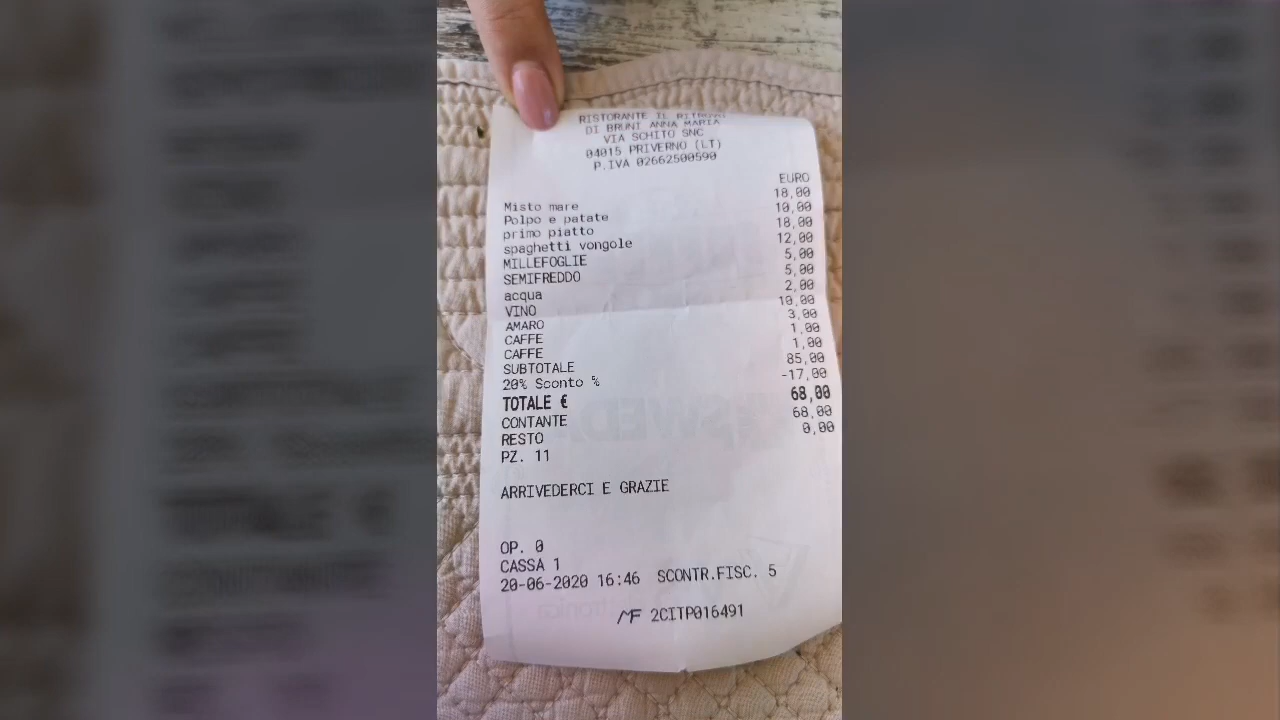 RISTORANTE IL RITROVO
DI BRUNI ANNA MARIA
VIA SCHITO SNC
04015 PRIVERNO (LT)
P.IVA 02662500590
EURO
Misto mare 18,00
Polpo e patate 10,00
primo piatto 18,00
spaghetti vongole 12,00
MILLEFOGLIE 5,00
SEMIFREDDO 5,00
acqua 2,00
VINO 10,00
AMARO 3,00
CAFFE 1,00
CAFFE 1,00
SUBTOTALE 85,00
20% Sconto % -17,00
TOTALE € 68,00
CONTANTE 68,00
RESTO 0,00
PZ. 11
ARRIVEDERCI E GRAZIE
OP. 0
CASSA 1
20-06-2020 16:46 SCONTR.FISC. 5
MF 2CITP016491